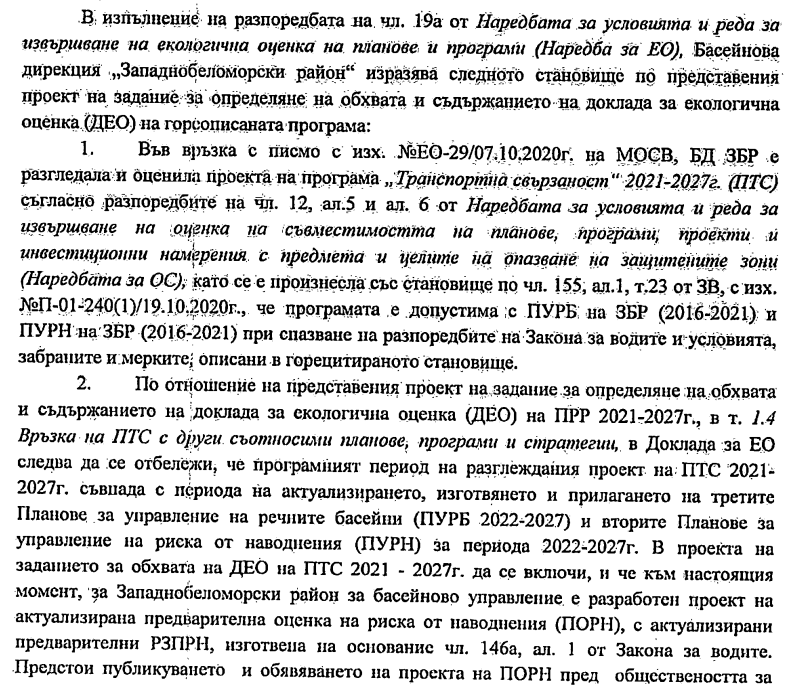 В изпълнение на разпоредбата на чл. 19а от Наредбата за условията и реда за
извършване на екологична оценка на планове и програми (Наредба за ЕО), Басейнова
дирекция „Западнобеломорски район“ изразява следното становище по представения
проект на задание за определяне на обхвата и съдържанието на доклада за екологична
оценка (ДЕО) на горсописаната програма:
1. Във връзка с писмо с изх. №ЕО-29/07.10.2020г. на МОСВ, БД ЗБР е
разгледала и оценила проекта на програма „Транспортна свързаност“ 2021-2027г. (ПТС)
съгласно разпоредбите на чл. 12, ал.5 и ал. 6 от Наредбата за условията и реда за
извършване на оценка на съвместимостта на планове, програми, проекти и
инвестиционни намерения с предмета и целите на опазване на защитените зони
(Наредбата за ОС), като се е произнесла със становище по чл. 155, ал.1, т.23 от ЗВ, с изх.
№П-01-240(1)/19.10.2020г., че програмата е допустима с ПУРБ на ЗБР (2016-2021) и
ПУРН на ЗБР (2016-2021) при спазване на разпоредбите на Закона за водите и условията,
забраните и мерките, описани в горецитираното становище.
2. По отношение на представения проект на задание за определяне на обхвата
и съдържанието на доклада за екологична оценка (ДЕО) на ПРР 2021-2027г., в т. 1.4
Връзка на ПТС с други съотносими планове, програми и стратегии, в Доклада за ЕО
следва да се отбележи, че програмният период на разглеждания проект на ПТС 2021-
2027г. съвпада с периода на актуализирането, изготвянето и прилагането на третите
Планове за управление на речните басейни (ПУРБ 2022-2027) и вторите Планове за
управление на риска от наводнения (ПУРН) за периода 2022-2027г. В проекта на
заданието за обхвата на ДЕО на ПТС 2021 - 2027г. да се включи, и че към настоящия
момент, за Западнобеломорски район за басейново управление е разработен проект на
актуализирана предварителна оценка на риска от наводнения (ПОРН), с актуализирани
предварителни РЗПРН, изготвена на основание чл. 146а, ал. 1 от Закона за водите.
Предстои публикуването и обявяването на проекта на ПОРН пред обществеността за